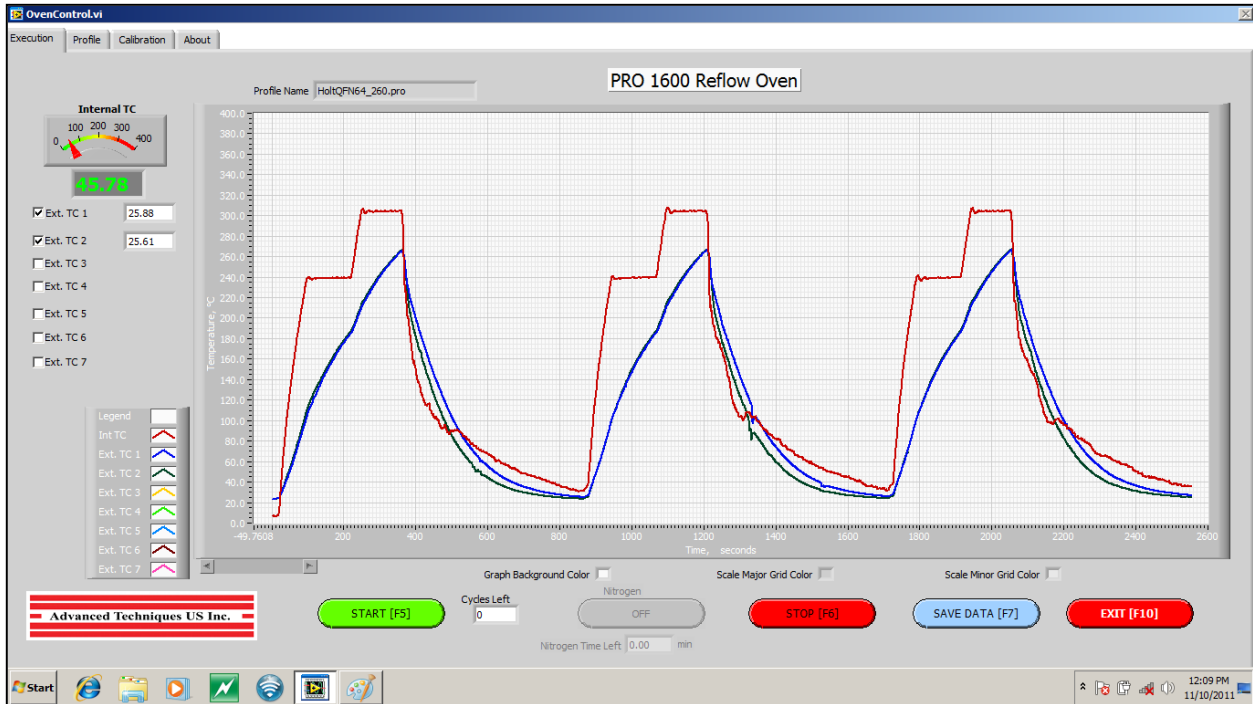 OvenControl.vi
Execution Profile Calibration About
PRO 1600 Reflow Oven
Profile Name HoltQFN64_260.pro
Internal TC
0 100 200 300 400
45.78
Ext. TC 1 25.88
Ext. TC 2 25.61
Ext. TC 3
Ext. TC 4
Ext. TC 5
Ext. TC 6
Ext. TC 7
Legend
Int TC
Ext. TC 1
Ext. TC 2
Ext. TC 3
Ext. TC 4
Ext. TC 5
Ext. TC 6
Ext. TC 7
Temperature, °C
400.0
380.0
360.0
340.0
320.0
300.0
280.0
260.0
240.0
220.0
200.0
180.0
160.0
140.0
120.0
100.0
80.0
60.0
40.0
20.0
0.0
-49.7608 200 400 600 800 1000 1200 1400 1600 1800 2000 2200 2400 2600
Time, seconds
Graph Background Color Scale Major Grid Color Scale Minor Grid Color
Advanced Techniques US Inc.
START [F5]
Cycles Left
0
Nitrogen
OFF
Nitrogen Time Left 0.00 min
STOP [F6]
SAVE DATA [F7]
EXIT [F10]
Start
12:09 PM
11/10/2011